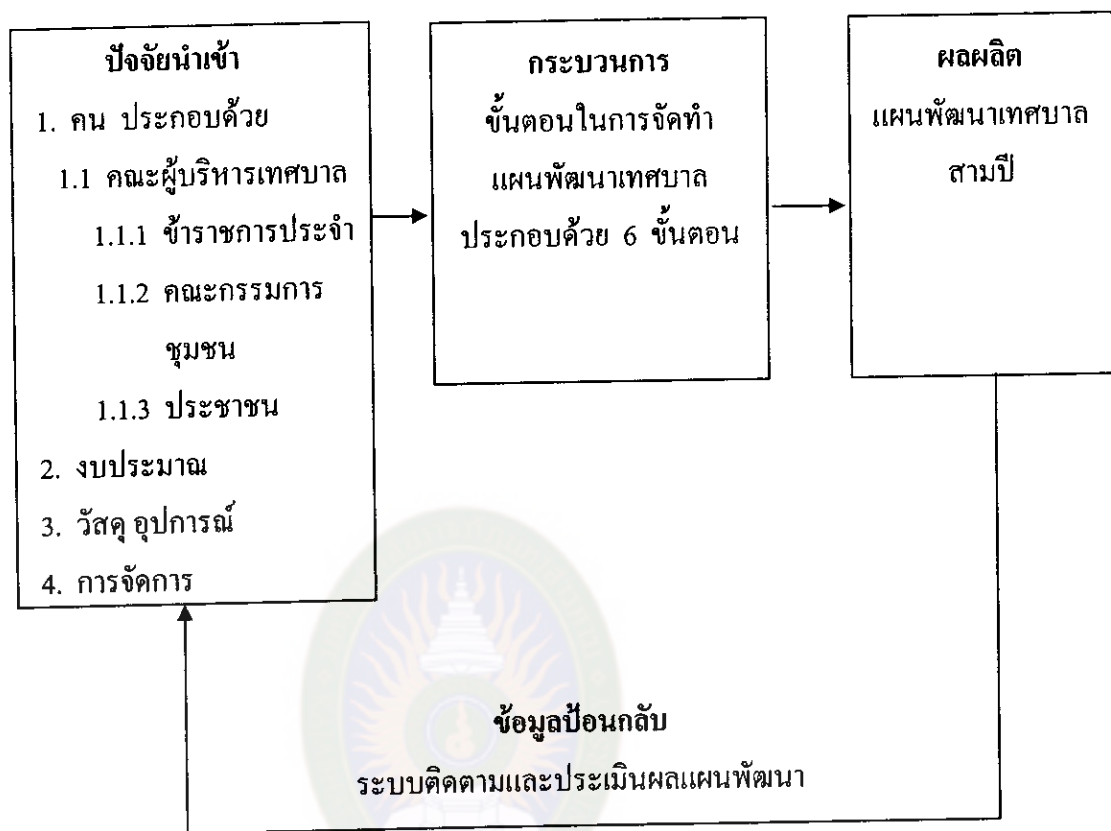 ปัจจัยนำเข้า
1. คน ประกอบด้วย
1.1 คณะผู้บริหารเทศบาล
1.1.1 ข้าราชการประจำ
1.1.2 คณะกรรมการ
ชุมชน
1.1.3 ประชาชน
2. งบประมาณ
3. วัสดุ อุปการณ์
4. การจัดการ
กระบวนการ
ขั้นตอนในการจัดทำ
แผนพัฒนาเทศบาล
ประกอบด้วย 6 ขั้นตอน
ผลผลิต
แผนพัฒนาเทศบาล
สามปี
ข้อมูลป้อนกลับ
ระบบติดตามและประเมินผลแผนพัฒนา